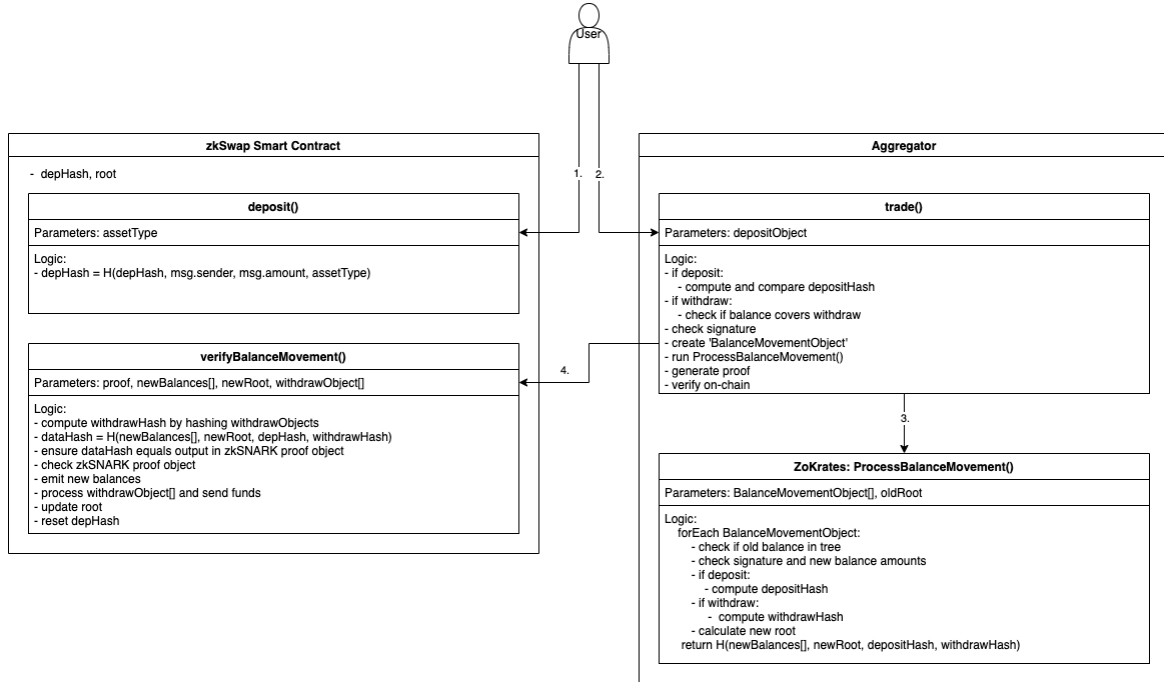 User
zkSwap Smart Contract
- depHash, root
deposit()
Parameters: assetType
Logic:
- depHash = H(depHash, msg.sender, msg.amount, assetType)
verifyBalanceMovement()
Parameters: proof, newBalances[], newRoot, withdrawObject[]
Logic:
- compute withdrawHash by hashing withdrawObjects
- dataHash = H(newBalances[], newRoot, depHash, withdrawHash)
- ensure dataHash equals output in zkSNARK proof object
- check zkSNARK proof object
- emit new balances
- process withdrawObject[] and send funds
- update root
- reset depHash
1.
2.
4.
Aggregator
trade()
Parameters: depositObject
Logic:
- if deposit:
- compute and compare depositHash
- if withdraw:
- check if balance covers withdraw
- check signature
- create 'BalanceMovementObject'
- run ProcessBalanceMovement()
- generate proof
- verify on-chain
3.
ZoKrates: ProcessBalanceMovement()
Parameters: BalanceMovementObject[], oldRoot
Logic:
forEach BalanceMovementObject:
- check if old balance in tree
- check signature and new balance amounts
- if deposit:
- compute depositHash
- if withdraw:
- compute withdrawHash
- calculate new root
return H(newBalances[], newRoot, depositHash, withdrawHash)